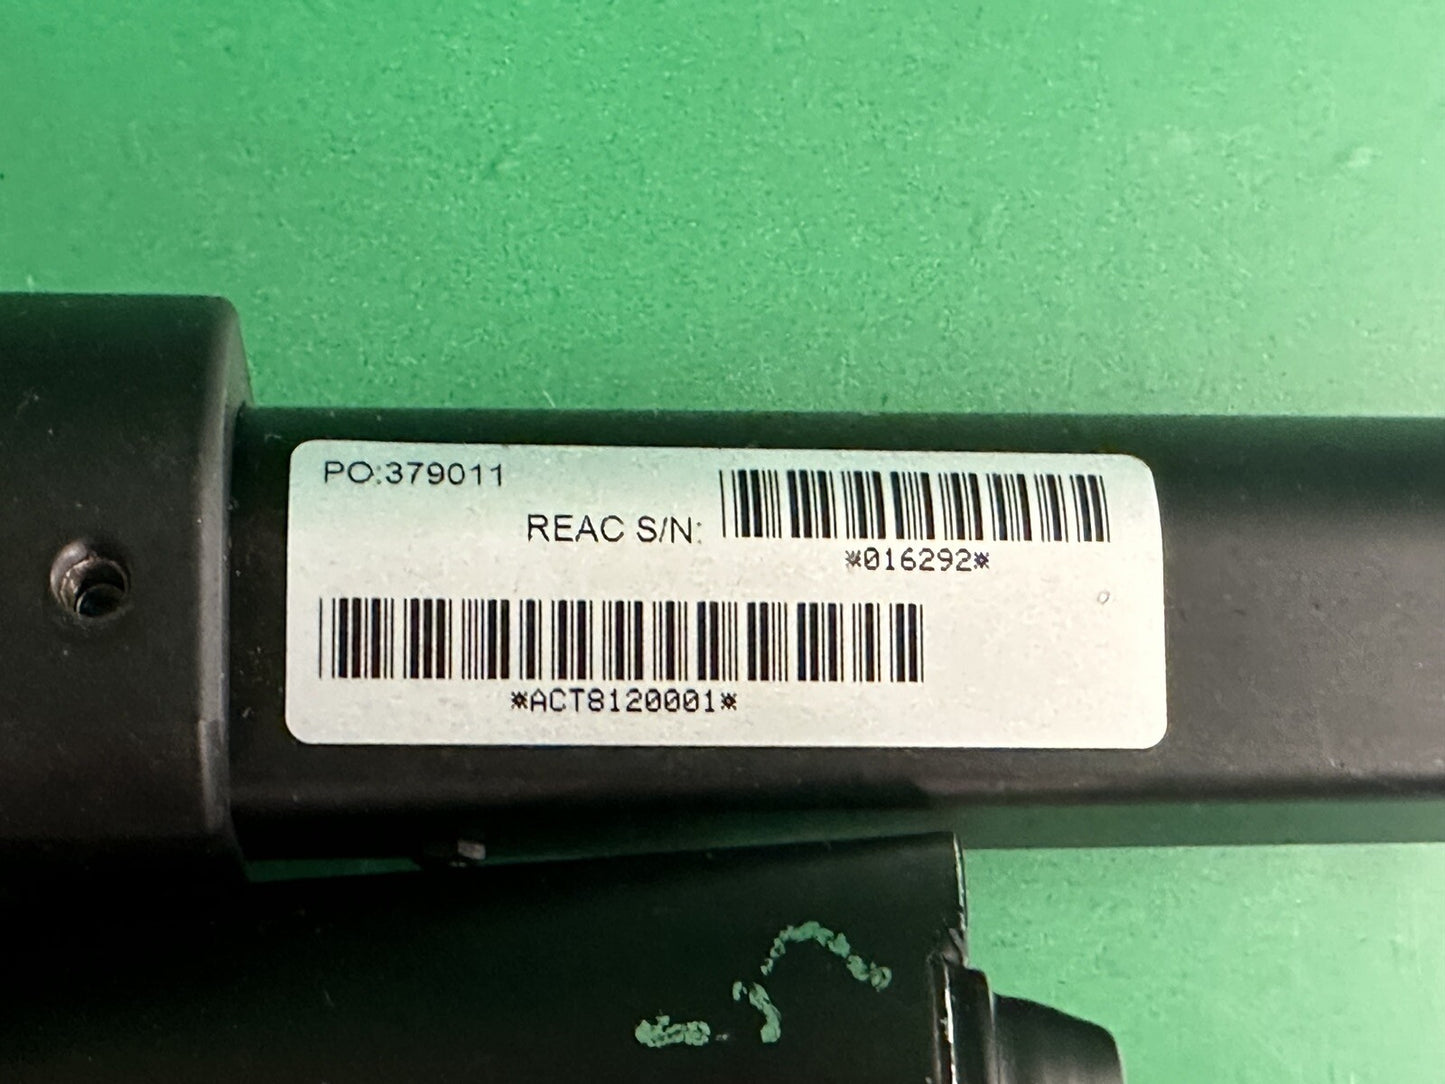 PO:379011
REAC S/N:
*016292*
*ACT8120001*